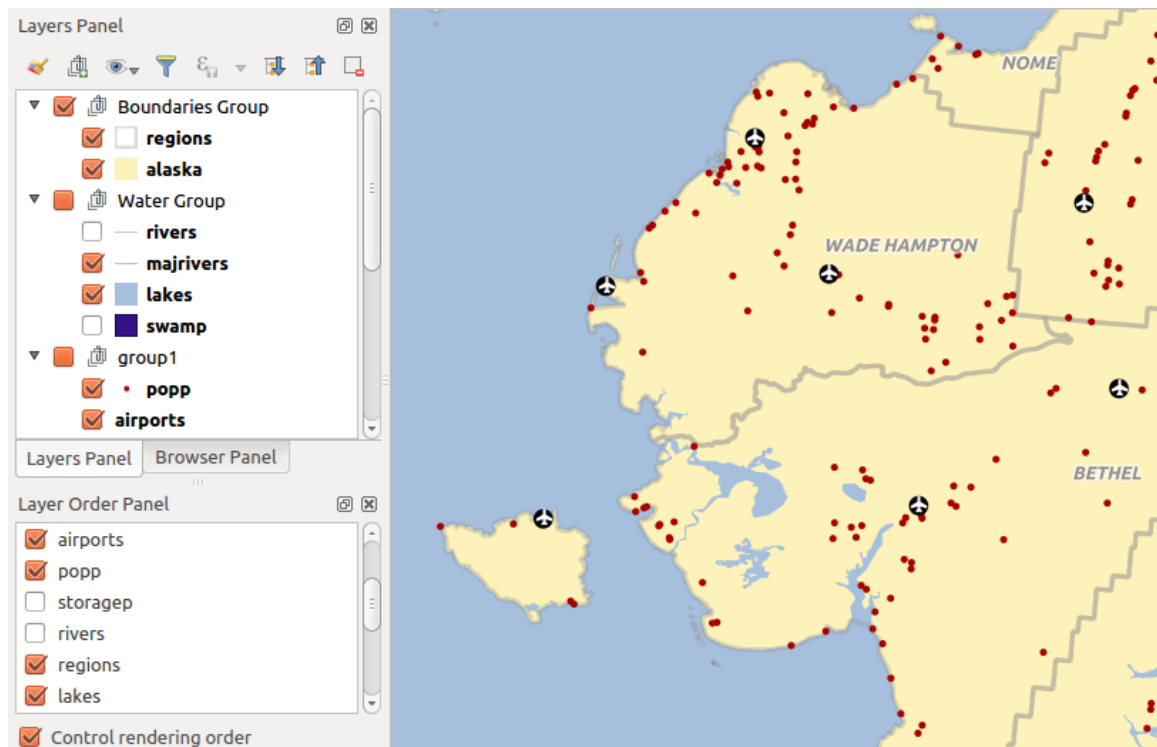 Layers Panel
Boundaries Group
regions
alaska
Water Group
rivers
majrivers
lakes
swamp
group1
popp
airports
Layers Panel
Browser Panel
Layer Order Panel
airports
popp
storagep
rivers
regions
lakes
Control rendering order
NOME
WADE HAMPTON
BETHEL